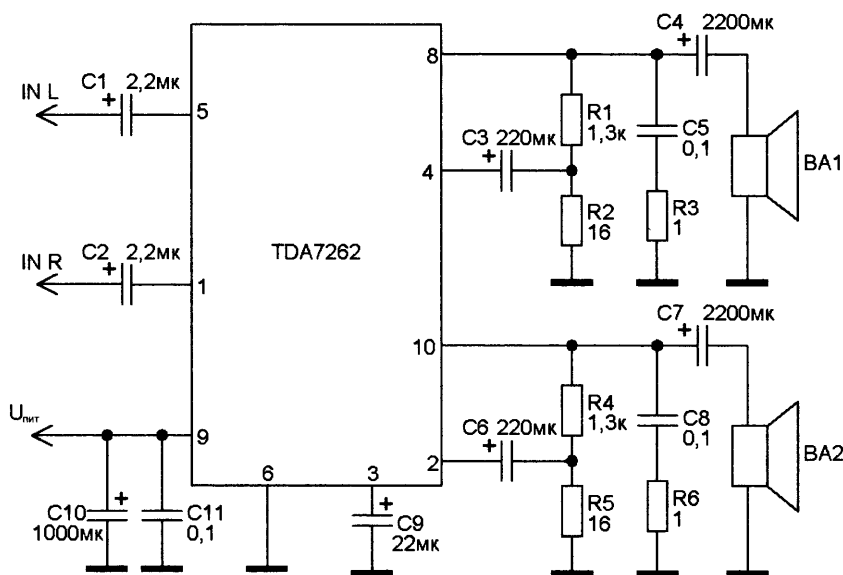 C4
2200мк
+
8
C1
2,2мк
IN L
+
5
R1
1,3к
C3
220мк
+
C5
0,1
4
BA1
R2
16
R3
1
TDA7262
C2
2,2мк
IN R
+
1
C7
2200мк
+
10
R4
1,3к
Uпит
9
C6
220мк
+
C8
0,1
2
BA2
6
3
R5
16
R6
1
C10
1000мк
+
C11
0,1
+
C9
22мк